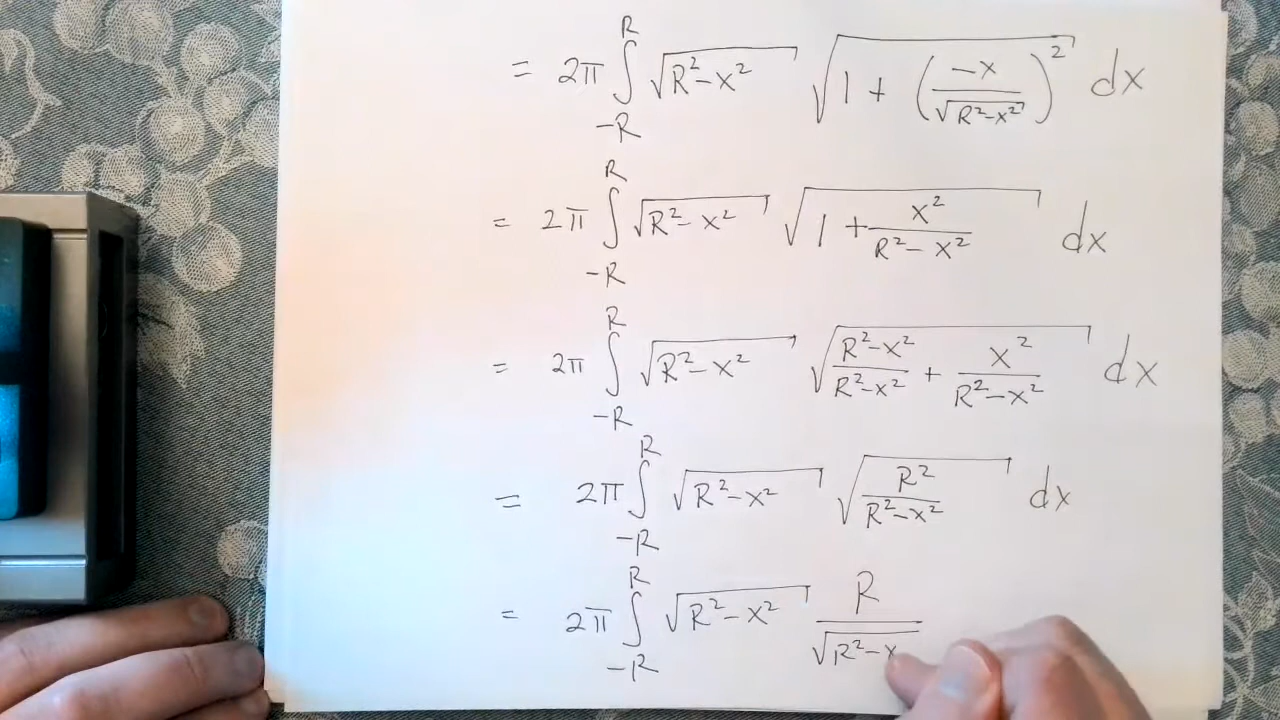 = 2π ∫_{-R}^{R} √(R²-x²) √(1 + (-x/√(R²-x²))²) dx
= 2π ∫_{-R}^{R} √(R²-x²) √(1 + x²/(R²-x²)) dx
= 2π ∫_{-R}^{R} √(R²-x²) √((R²-x²)/(R²-x²) + x²/(R²-x²)) dx
= 2π ∫_{-R}^{R} √(R²-x²) √(R²/(R²-x²)) dx
= 2π ∫_{-R}^{R} √(R²-x²) R/√(R²-x)